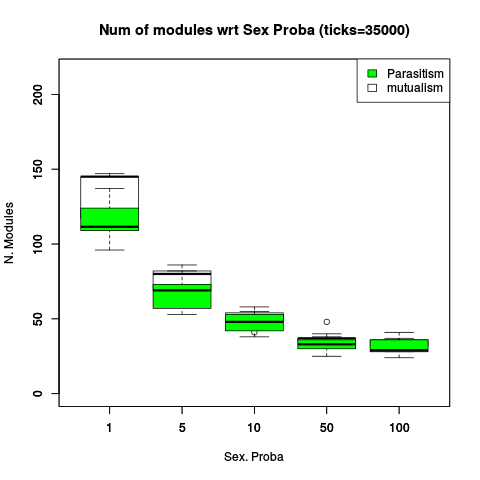 Num of modules wrt Sex Proba (ticks=35000)
Parasitism
mutualism
200
150
100
50
0
N. Modules
1 5 10 50 100
Sex. Proba